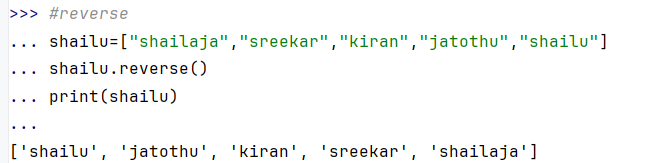 >>> #reverse
... shailu=["shailaja","sreekar","kiran","jatothu","shailu"]
... shailu.reverse()
... print(shailu)
...
['shailu', 'jatothu', 'kiran', 'sreekar', 'shailaja']